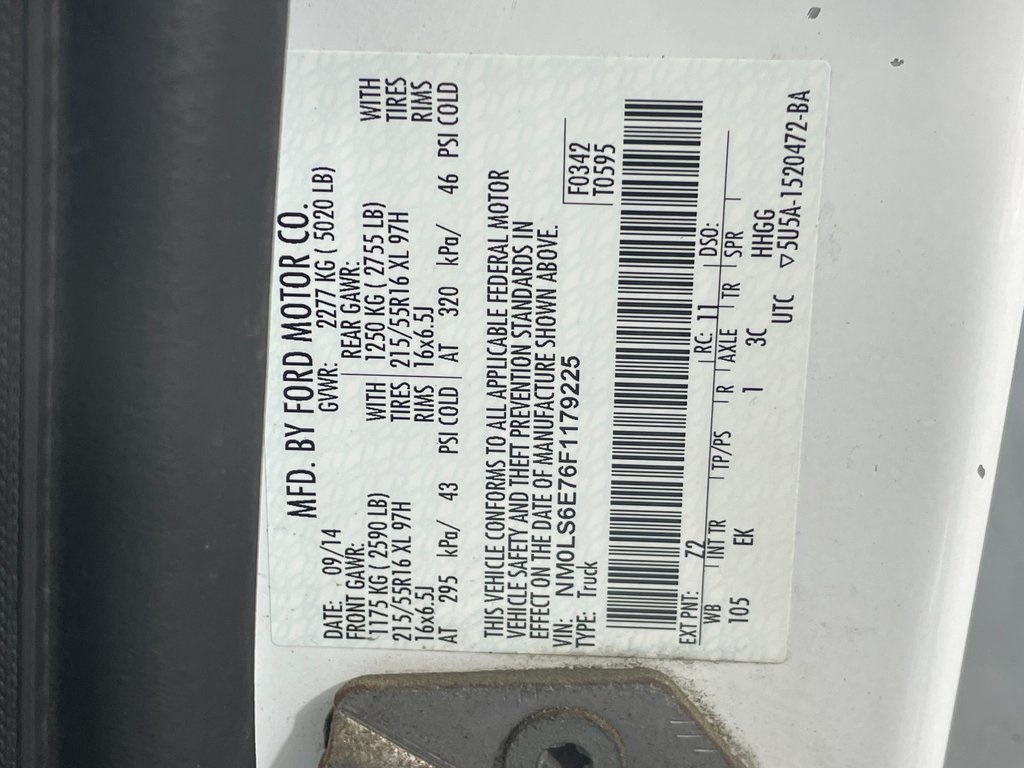 MFD. BY FORD MOTOR CO.
DATE: 09/14 GVWR: 2277 KG ( 5020 LB)
FRONT GAWR: REAR GAWR:
1175 KG ( 2590 LB) WITH 1250 KG ( 2755 LB) WITH
215/55R16 XL 97H TIRES 215/55R16 XL 97H TIRES
16x6.5J RIMS 16x6.5J RIMS
AT 295 kPa/ 43 PSI COLD AT 320 kPa/ 46 PSI COLD
THIS VEHICLE CONFORMS TO ALL APPLICABLE FEDERAL MOTOR
VEHICLE SAFETY AND THEFT PREVENTION STANDARDS IN
EFFECT ON THE DATE OF MANUFACTURE SHOWN ABOVE.
VIN: NM0LS6E76F1179225 F0342
TYPE: Truck T0595
EXT PNT: Z2 RC: 11 DSO:
WB INT TR TP/PS R AXLE TR SPR
105 EK 1 3C HHGG
UTC ▽5U5A-1520472-BA